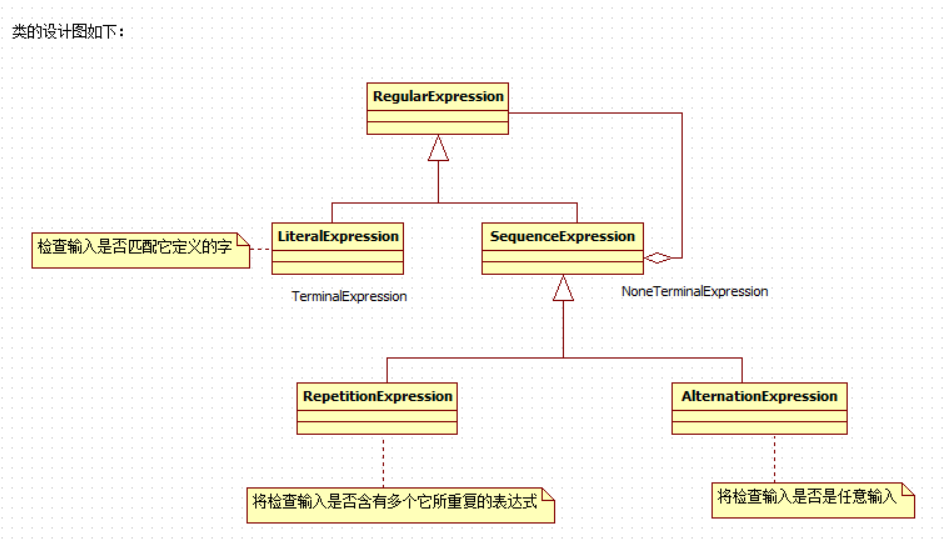 类的设计图如下：
RegularExpression
LiteralExpression
SequenceExpression
检查输入是否匹配它定义的字
TerminalExpression
NoneTerminalExpression
RepetitionExpression
AlternationExpression
将检查输入是否含有多个它所重复的表达式
将检查输入是否是任意输入